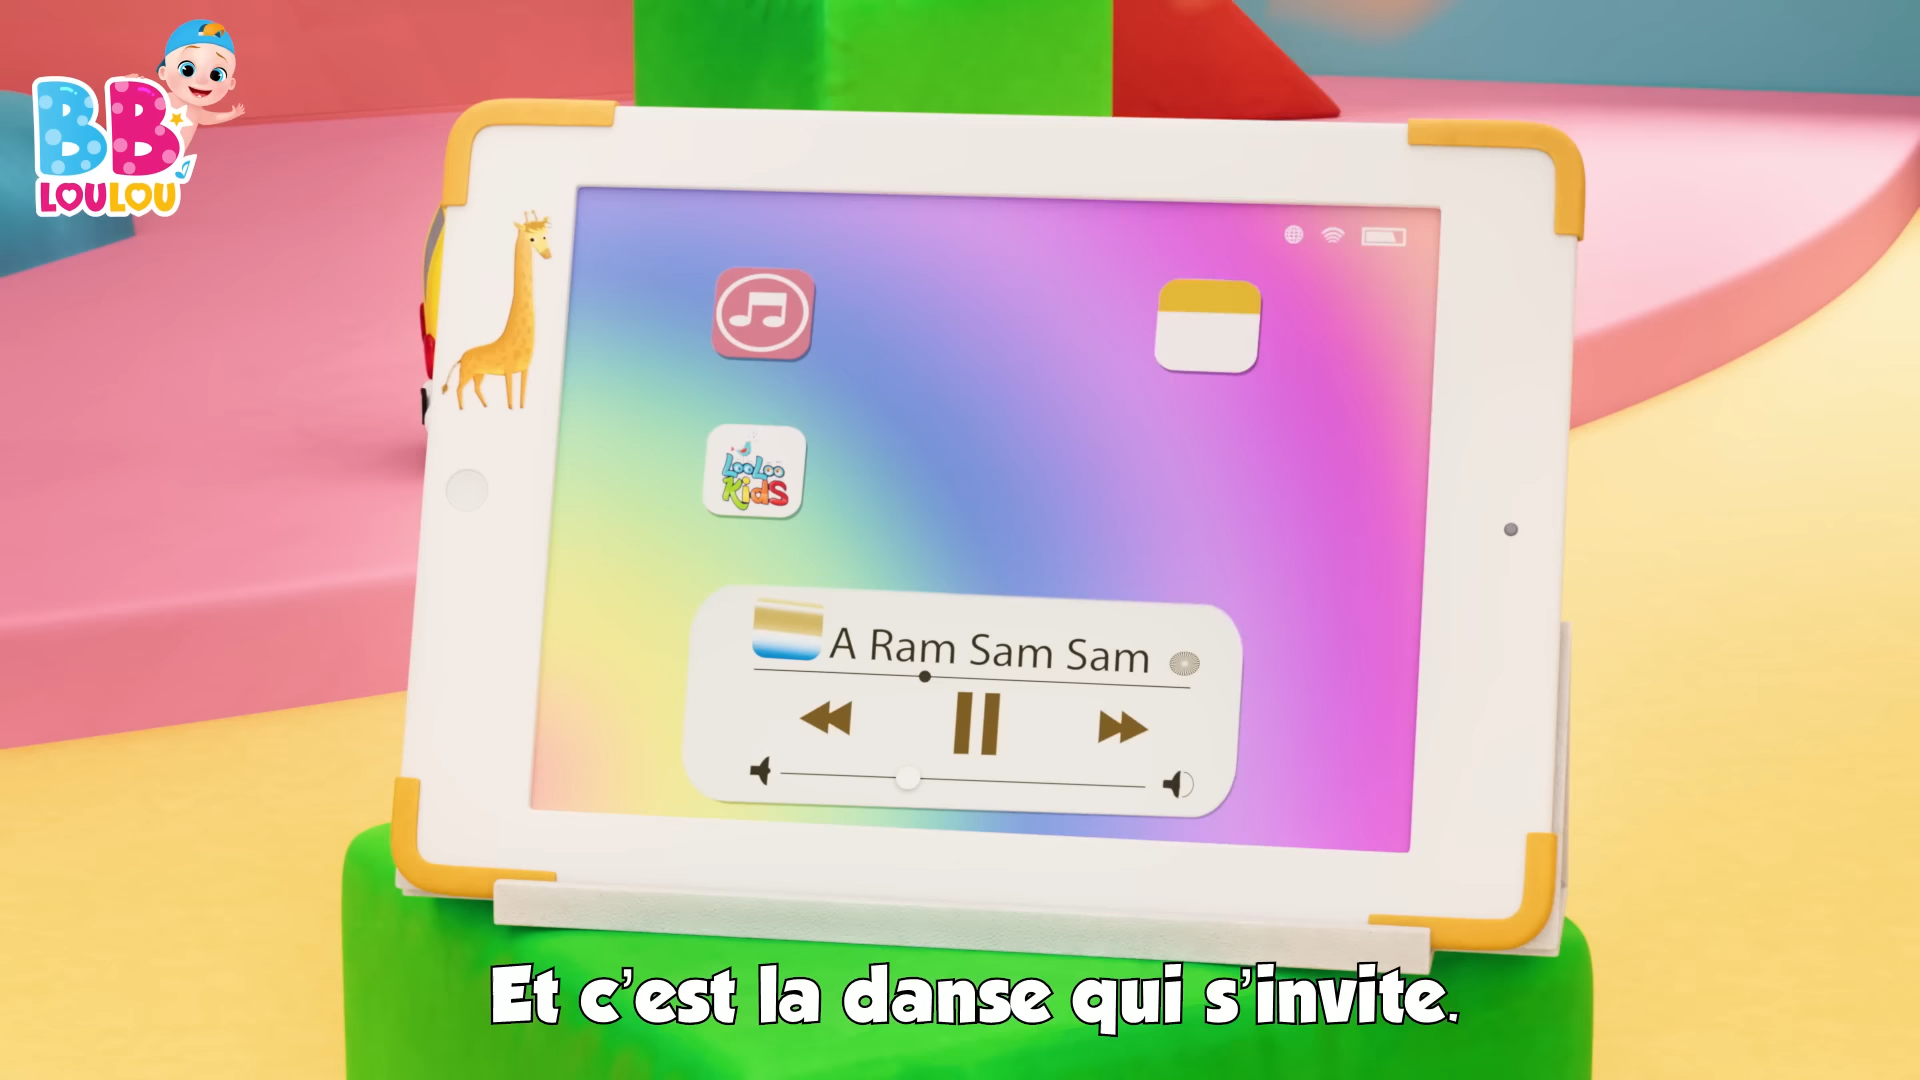 BB
LOULOU
LooLoo
Kids
A Ram Sam Sam
Et c'est la danse qui s'invite.